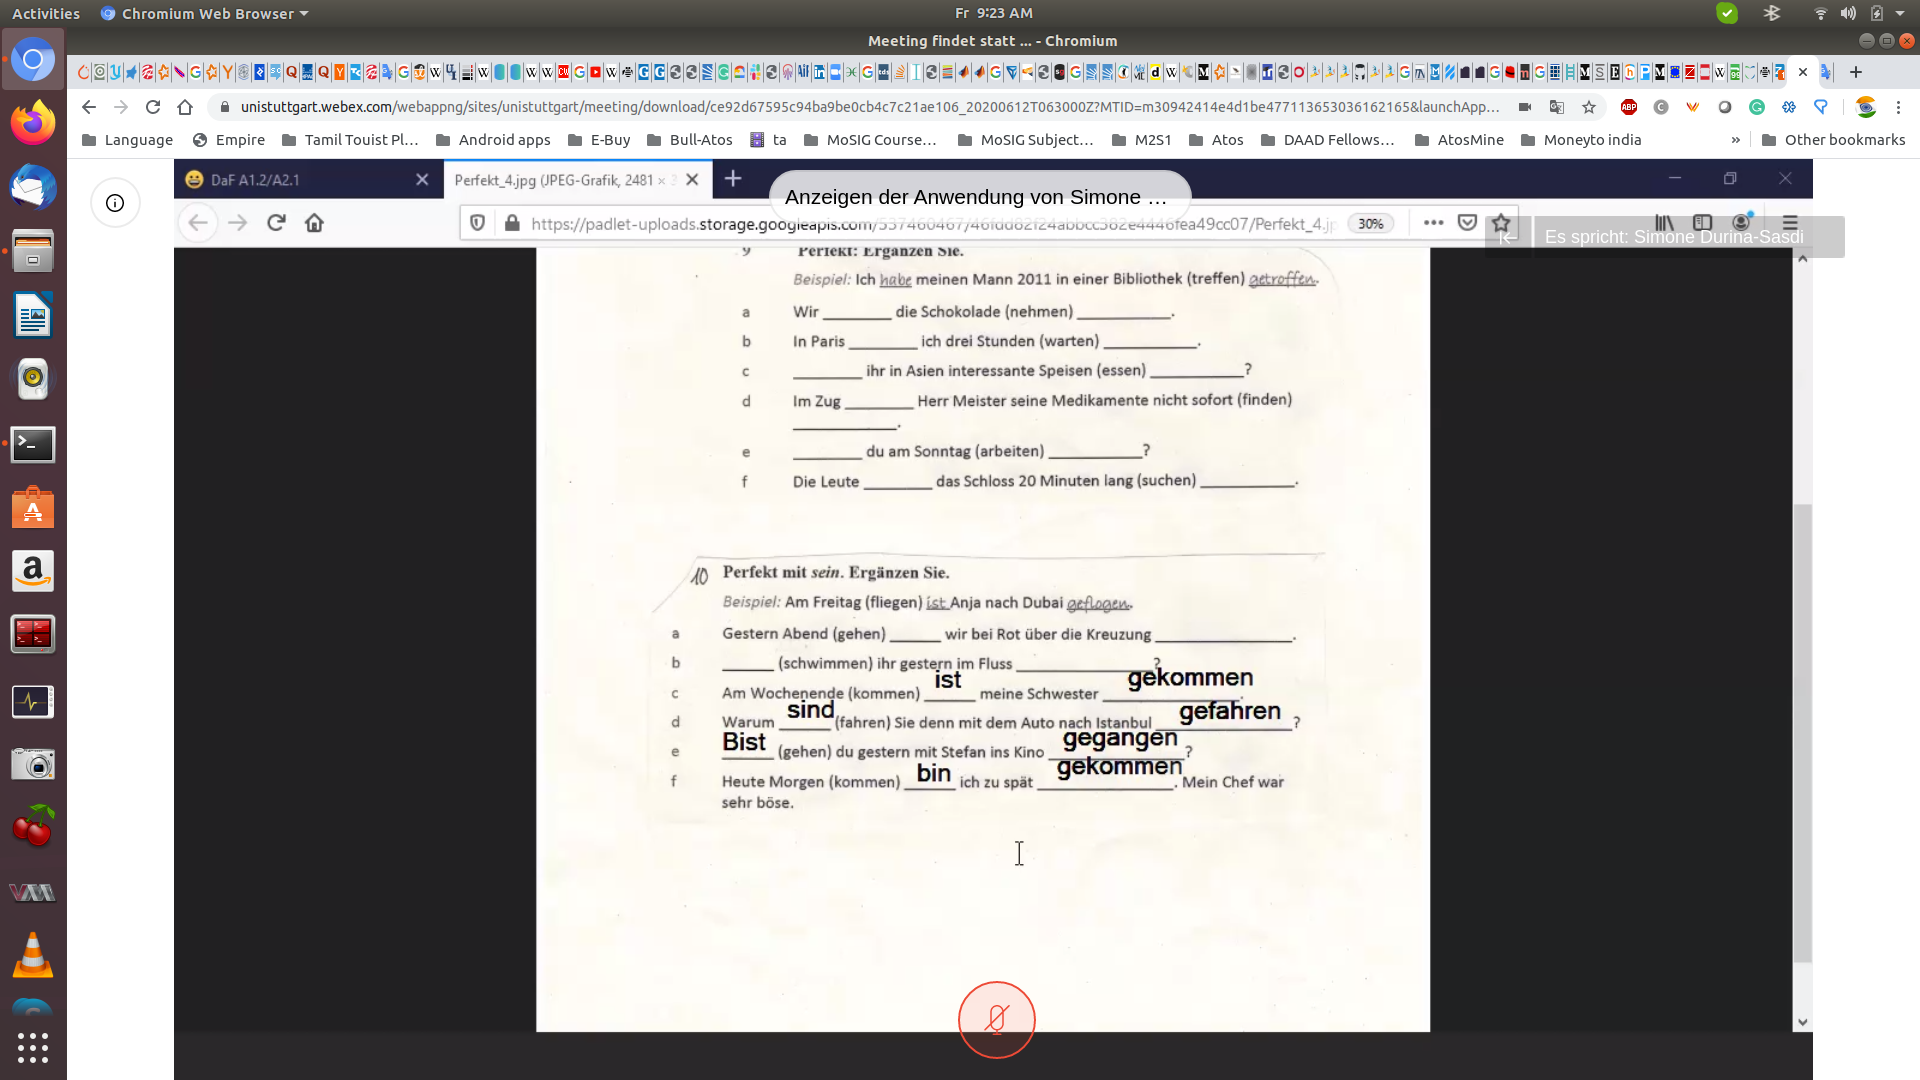 Activities
Chromium Web Browser
Fr 9:23 AM
Meeting findet statt ... - Chromium
unistuttgart.webex.com/webappng/sites/unistuttgart/meeting/download/ce92d67595c94ba9be0cb4c7c21ae106_20200612T063000Z?MTID=m30942414e4d1be477113653036162165&launchApp…
Language Empire Tamil Touist Pl… Android apps E-Buy Bull-Atos ta MoSIG Course… MoSIG Subject… M2S1 Atos DAAD Fellows… AtosMine Moneyto india » Other bookmarks
DaF A1.2/A2.1
Perfekt_4.jpg (JPEG-Grafik, 2481 ×
Anzeigen der Anwendung von Simone …
https://padlet-uploads.storage.googleapis.com/537460467/46fdd82f24abbcc382e4446fea49cc07/Perfekt_4.jp
30%
Es spricht: Simone Durina-Sasdi
9 Perfekt: Ergänzen Sie.
Beispiel: Ich habe meinen Mann 2011 in einer Bibliothek (treffen) getroffen.
a Wir ________ die Schokolade (nehmen) ___________.
b In Paris ________ ich drei Stunden (warten) ___________.
c ________ ihr in Asien interessante Speisen (essen) ___________?
d Im Zug ________ Herr Meister seine Medikamente nicht sofort (finden)
____________.
e ________ du am Sonntag (arbeiten) ___________?
f Die Leute ________ das Schloss 20 Minuten lang (suchen) ___________.
10 Perfekt mit sein. Ergänzen Sie.
Beispiel: Am Freitag (fliegen) ist Anja nach Dubai geflogen.
a Gestern Abend (gehen) ______ wir bei Rot über die Kreuzung ________________.
b ______ (schwimmen) ihr gestern im Fluss ________________?
c Am Wochenende (kommen) ist meine Schwester gekommen.
d Warum sind (fahren) Sie denn mit dem Auto nach Istanbul gefahren?
e Bist (gehen) du gestern mit Stefan ins Kino gegangen?
f Heute Morgen (kommen) bin ich zu spät gekommen. Mein Chef war
sehr böse.